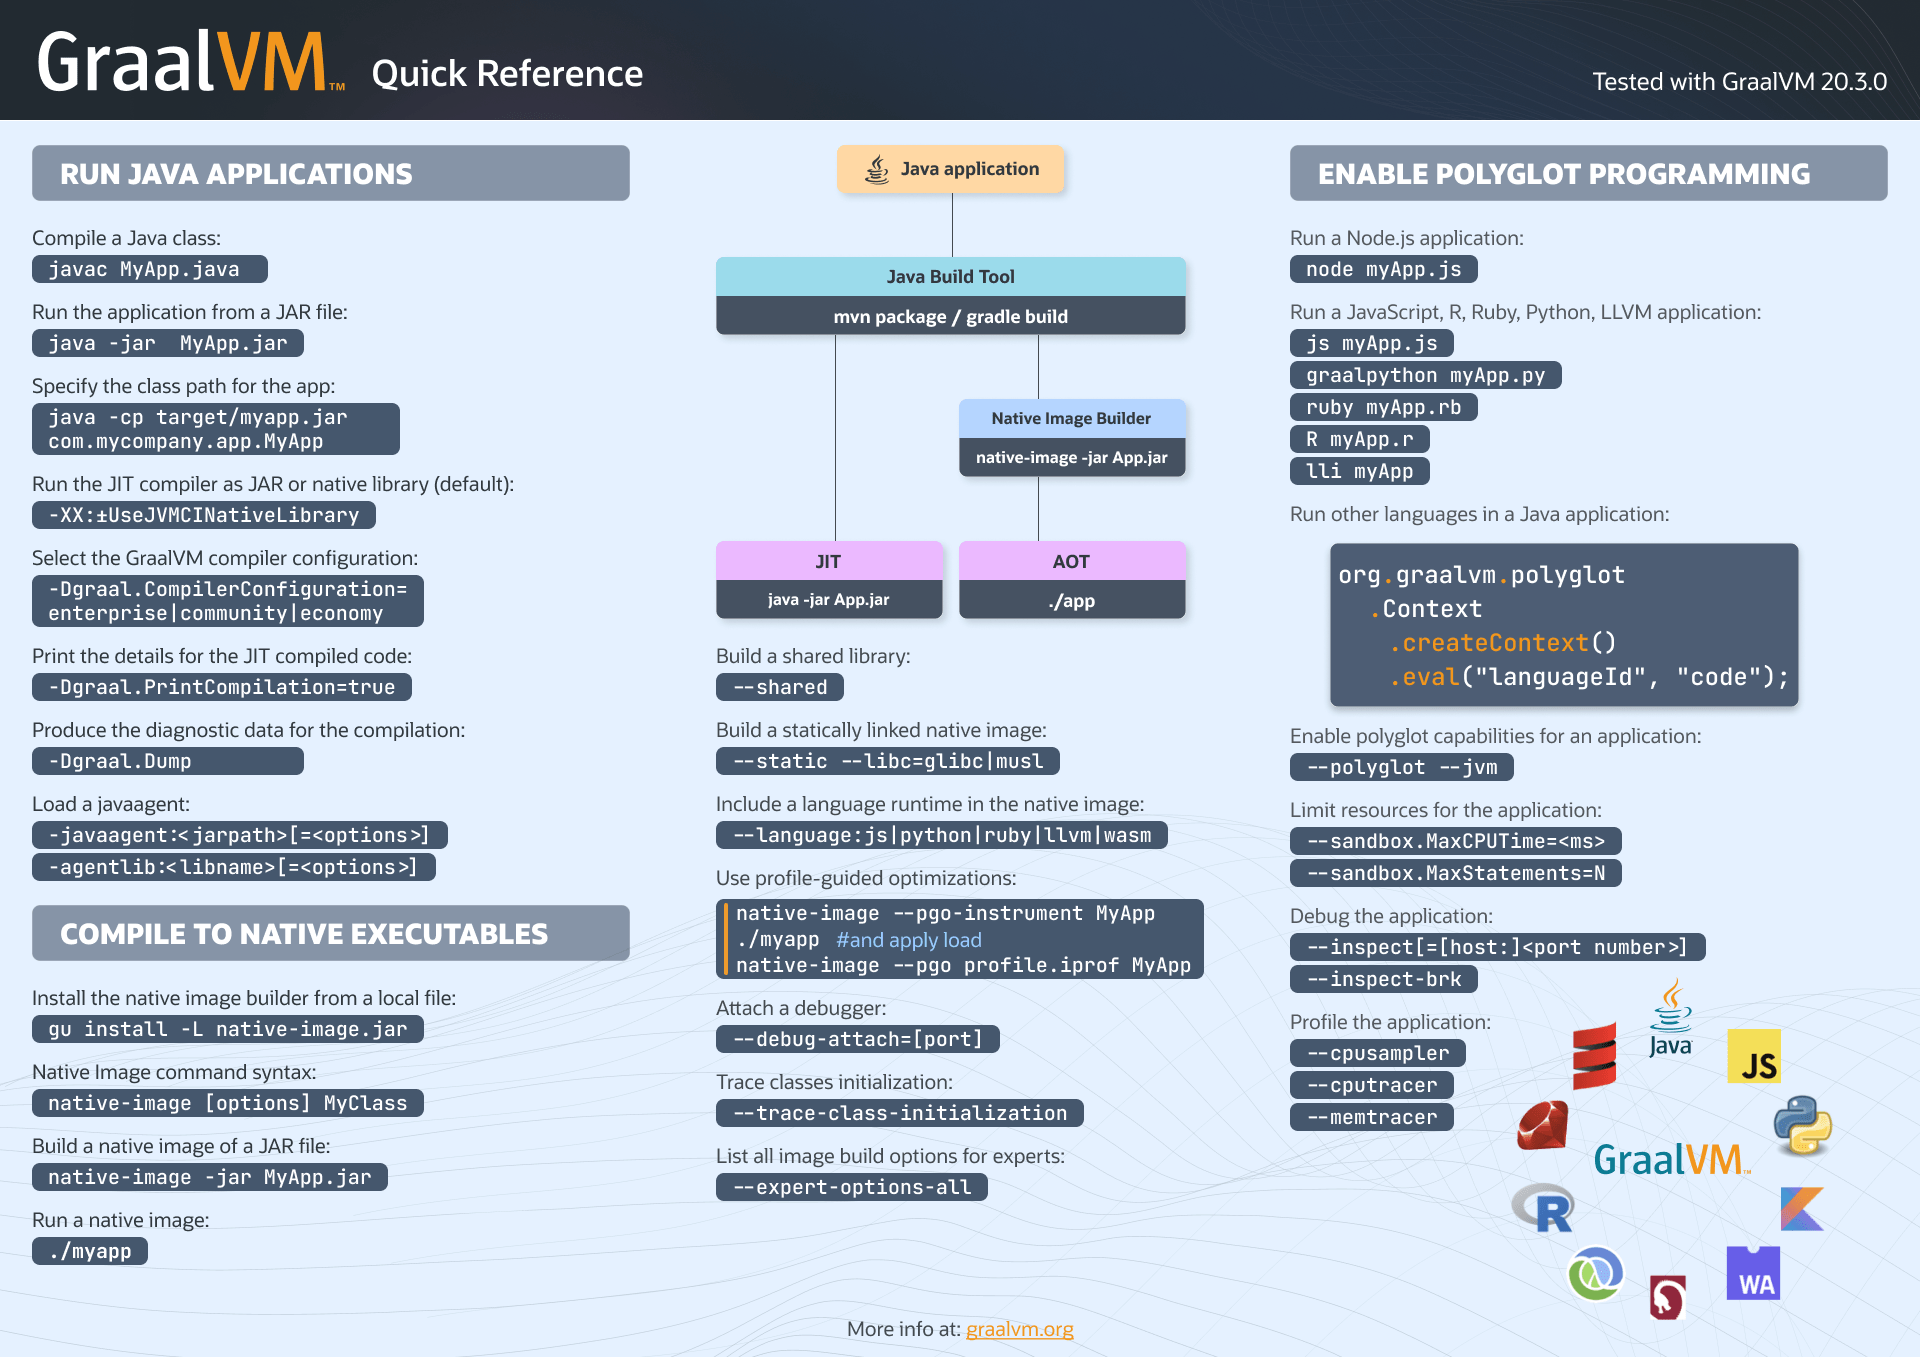 GraalVM™ Quick Reference
Tested with GraalVM 20.3.0
RUN JAVA APPLICATIONS
Compile a Java class:
javac MyApp.java
Run the application from a JAR file:
java -jar  MyApp.jar
Specify the class path for the app:
java -cp target/myapp.jar
com.mycompany.app.MyApp
Run the JIT compiler as JAR or native library (default):
-XX:±UseJVMCINativeLibrary
Select the GraalVM compiler configuration:
-Dgraal.CompilerConfiguration=
enterprise|community|economy
Print the details for the JIT compiled code:
-Dgraal.PrintCompilation=true
Produce the diagnostic data for the compilation:
-Dgraal.Dump
Load a javaagent:
-javaagent:<jarpath>[=<options>]
-agentlib:<libname>[=<options>]
COMPILE TO NATIVE EXECUTABLES
Install the native image builder from a local file:
gu install -L native-image.jar
Native Image command syntax:
native-image [options] MyClass
Build a native image of a JAR file:
native-image -jar MyApp.jar
Run a native image:
./myapp
Java application
Java Build Tool
mvn package / gradle build
Native Image Builder
native-image -jar App.jar
JIT
java -jar App.jar
AOT
./app
Build a shared library:
--shared
Build a statically linked native image:
--static --libc=glibc|musl
Include a language runtime in the native image:
--language:js|python|ruby|llvm|wasm
Use profile-guided optimizations:
native-image --pgo-instrument MyApp
./myapp #and apply load
native-image --pgo profile.iprof MyApp
Attach a debugger:
--debug-attach=[port]
Trace classes initialization:
--trace-class-initialization
List all image build options for experts:
--expert-options-all
ENABLE POLYGLOT PROGRAMMING
Run a Node.js application:
node myApp.js
Run a JavaScript, R, Ruby, Python, LLVM application:
js myApp.js
graalpython myApp.py
ruby myApp.rb
R myApp.r
lli myApp
Run other languages in a Java application:
org.graalvm.polyglot
.Context
.createContext()
.eval("languageId", "code");
Enable polyglot capabilities for an application:
--polyglot --jvm
Limit resources for the application:
--sandbox.MaxCPUTime=<ms>
--sandbox.MaxStatements=N
Debug the application:
--inspect[=[host:]<port number>]
--inspect-brk
Profile the application:
--cpusampler
--cputracer
--memtracer
Java
JS
GraalVM™
R
WA
More info at: graalvm.org